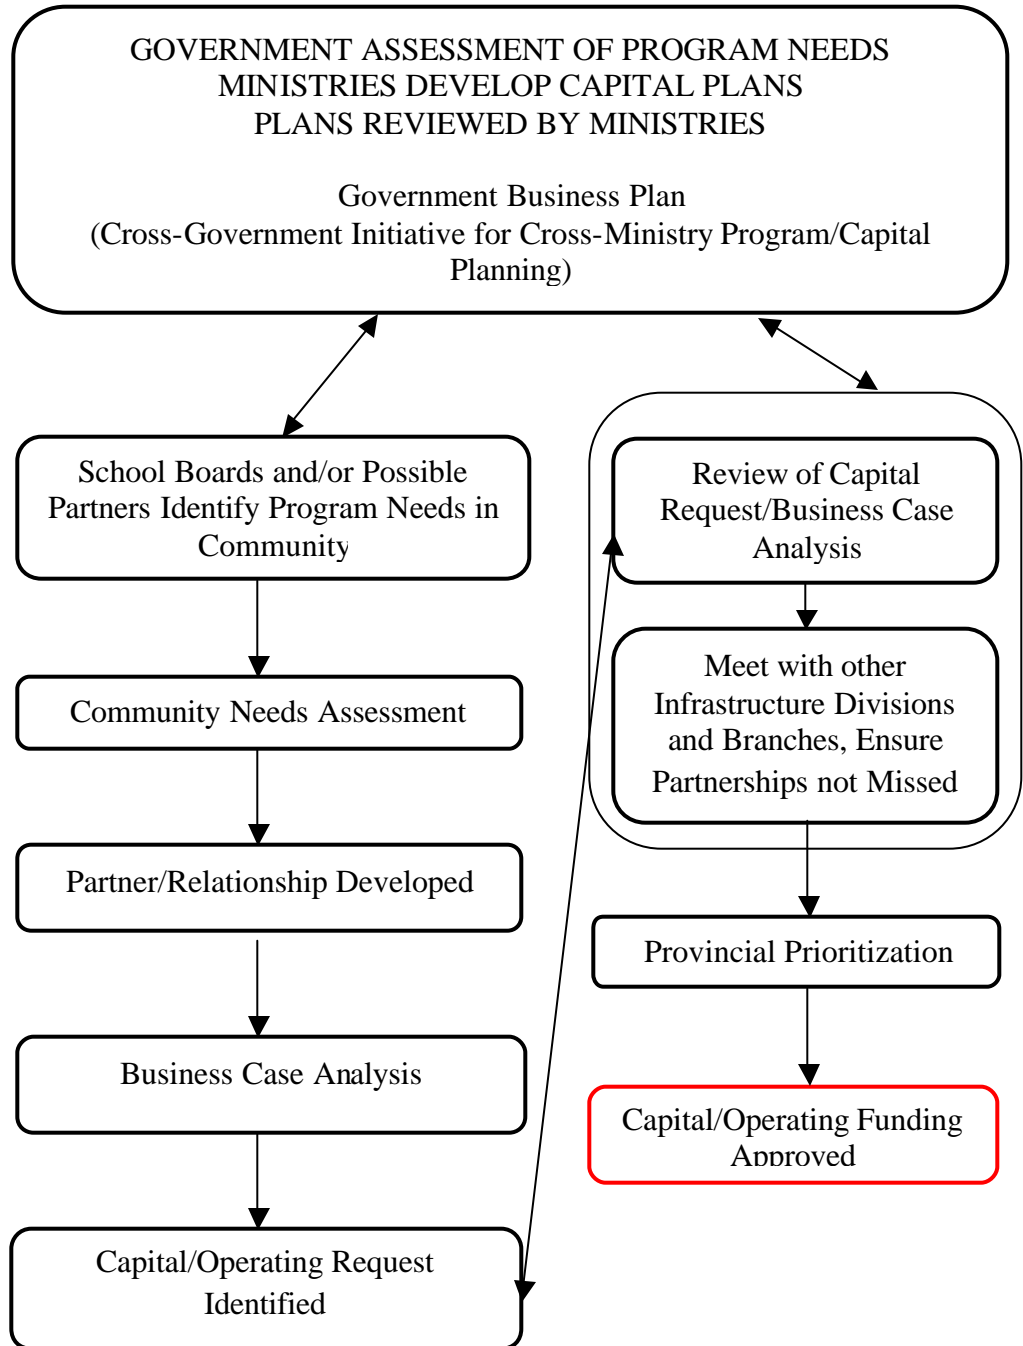 GOVERNMENT ASSESSMENT OF PROGRAM NEEDS
MINISTRIES DEVELOP CAPITAL PLANS
PLANS REVIEWED BY MINISTRIES
Government Business Plan
(Cross-Government Initiative for Cross-Ministry Program/Capital
Planning)
School Boards and/or Possible
Partners Identify Program Needs in
Community
Community Needs Assessment
Partner/Relationship Developed
Business Case Analysis
Capital/Operating Request
Identified
Review of Capital
Request/Business Case
Analysis
Meet with other
Infrastructure Divisions
and Branches, Ensure
Partnerships not Missed
Provincial Prioritization
Capital/Operating Funding
Approved